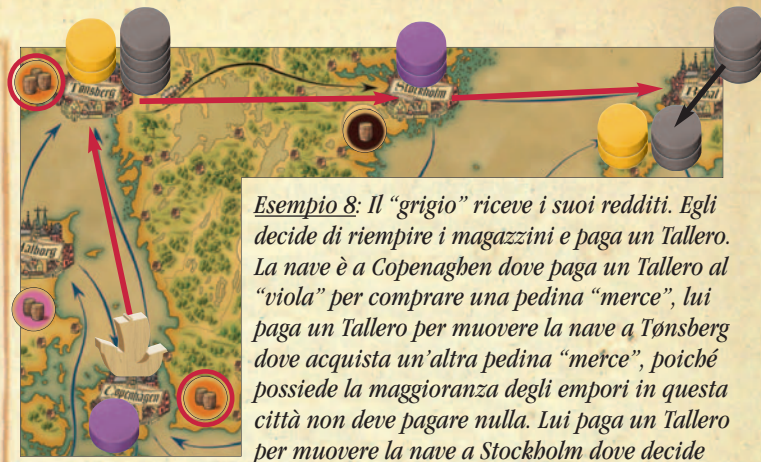 Tønsberg
Stockholm
Reval
Aalborg
Copenhagen
Esempio 8: Il “grigio” riceve i suoi redditi. Egli
decide di riempire i magazzini e paga un Tallero.
La nave è a Copenaghen dove paga un Tallero al
“viola” per comprare una pedina “merce”, lui
paga un Tallero per muovere la nave a Tønsberg
dove acquista un’altra pedina “merce”, poiché
possiede la maggioranza degli empori in questa
città non deve pagare nulla. Lui paga un Tallero
per muovere la nave a Stockholm dove decide